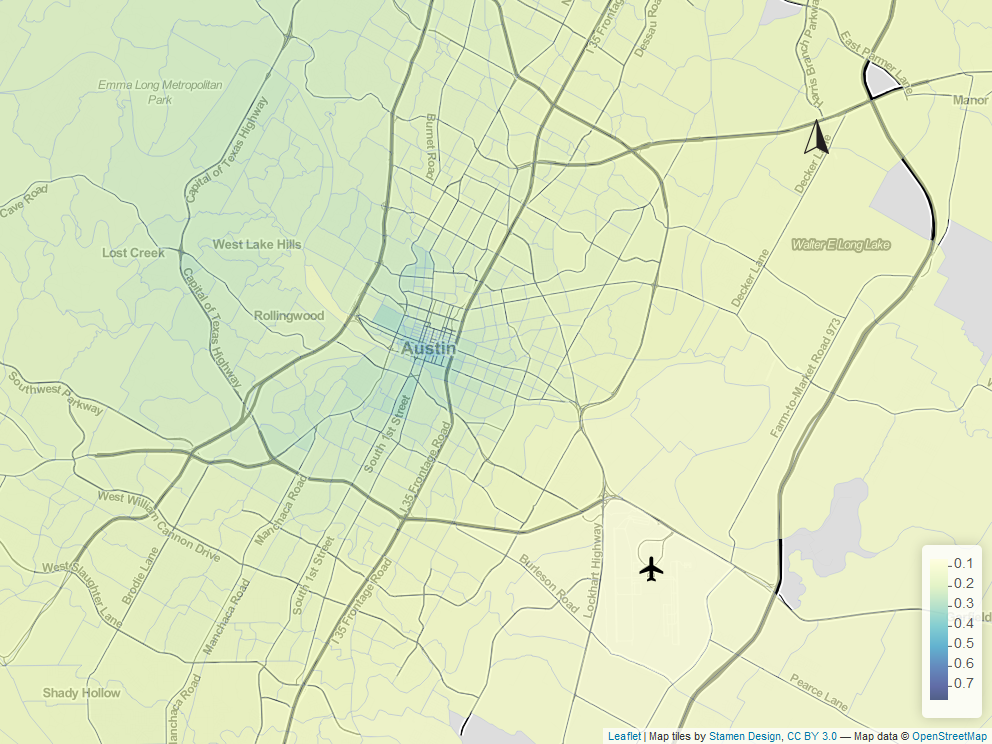 I 35 Frontage
Dessau Road
Harris Branch Parkway
East Parmer Lane
Emma Long Metropolitan
Park
Manor
Burnet Road
Capital of Texas Highway
Decker Lane
Cave Road
West Lake Hills
Walter E Long Lake
Lost Creek
Capital of Texas Highway
Decker Lane
Rollingwood
Farm-to-Market Road 973
Austin
Southwest Parkway
South 1st Street
I 35 Frontage Road
West William Cannon Drive
Manchaca Road
Lockhart Highway
South 1st Street
Brodie Lane
West Slaughter Lane
Burleson Road
I 35 Frontage Road
Manchaca Road
Shady Hollow
Manchaca Road
Pearce Lane
0.1
0.2
0.3
0.4
0.5
0.6
0.7
Leaflet | Map tiles by Stamen Design, CC BY 3.0 — Map data © OpenStreetMap